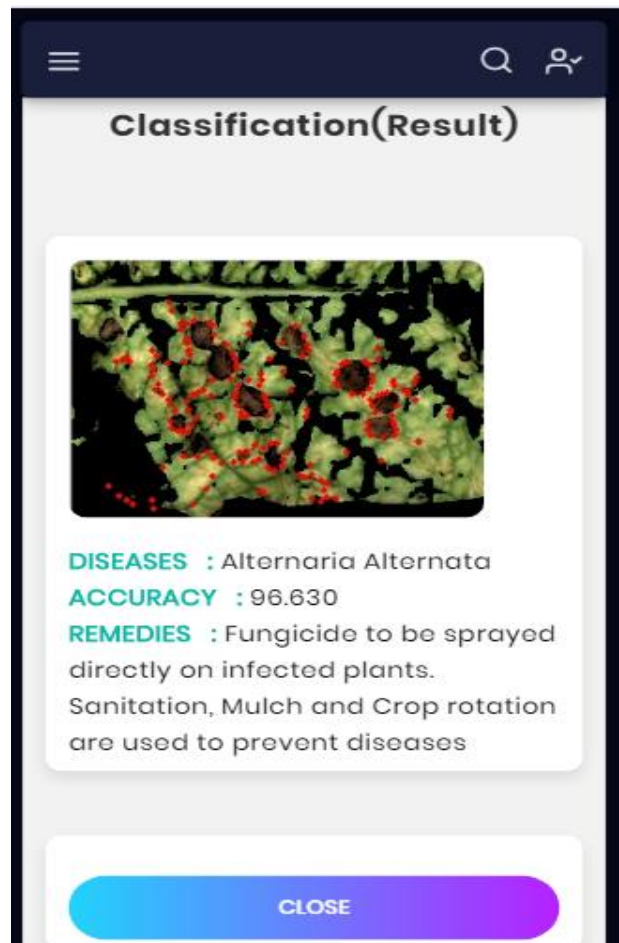 Classification(Result)
DISEASES : Alternaria Alternata
ACCURACY : 96.630
REMEDIES : Fungicide to be sprayed
directly on infected plants.
Sanitation, Mulch and Crop rotation
are used to prevent diseases
CLOSE